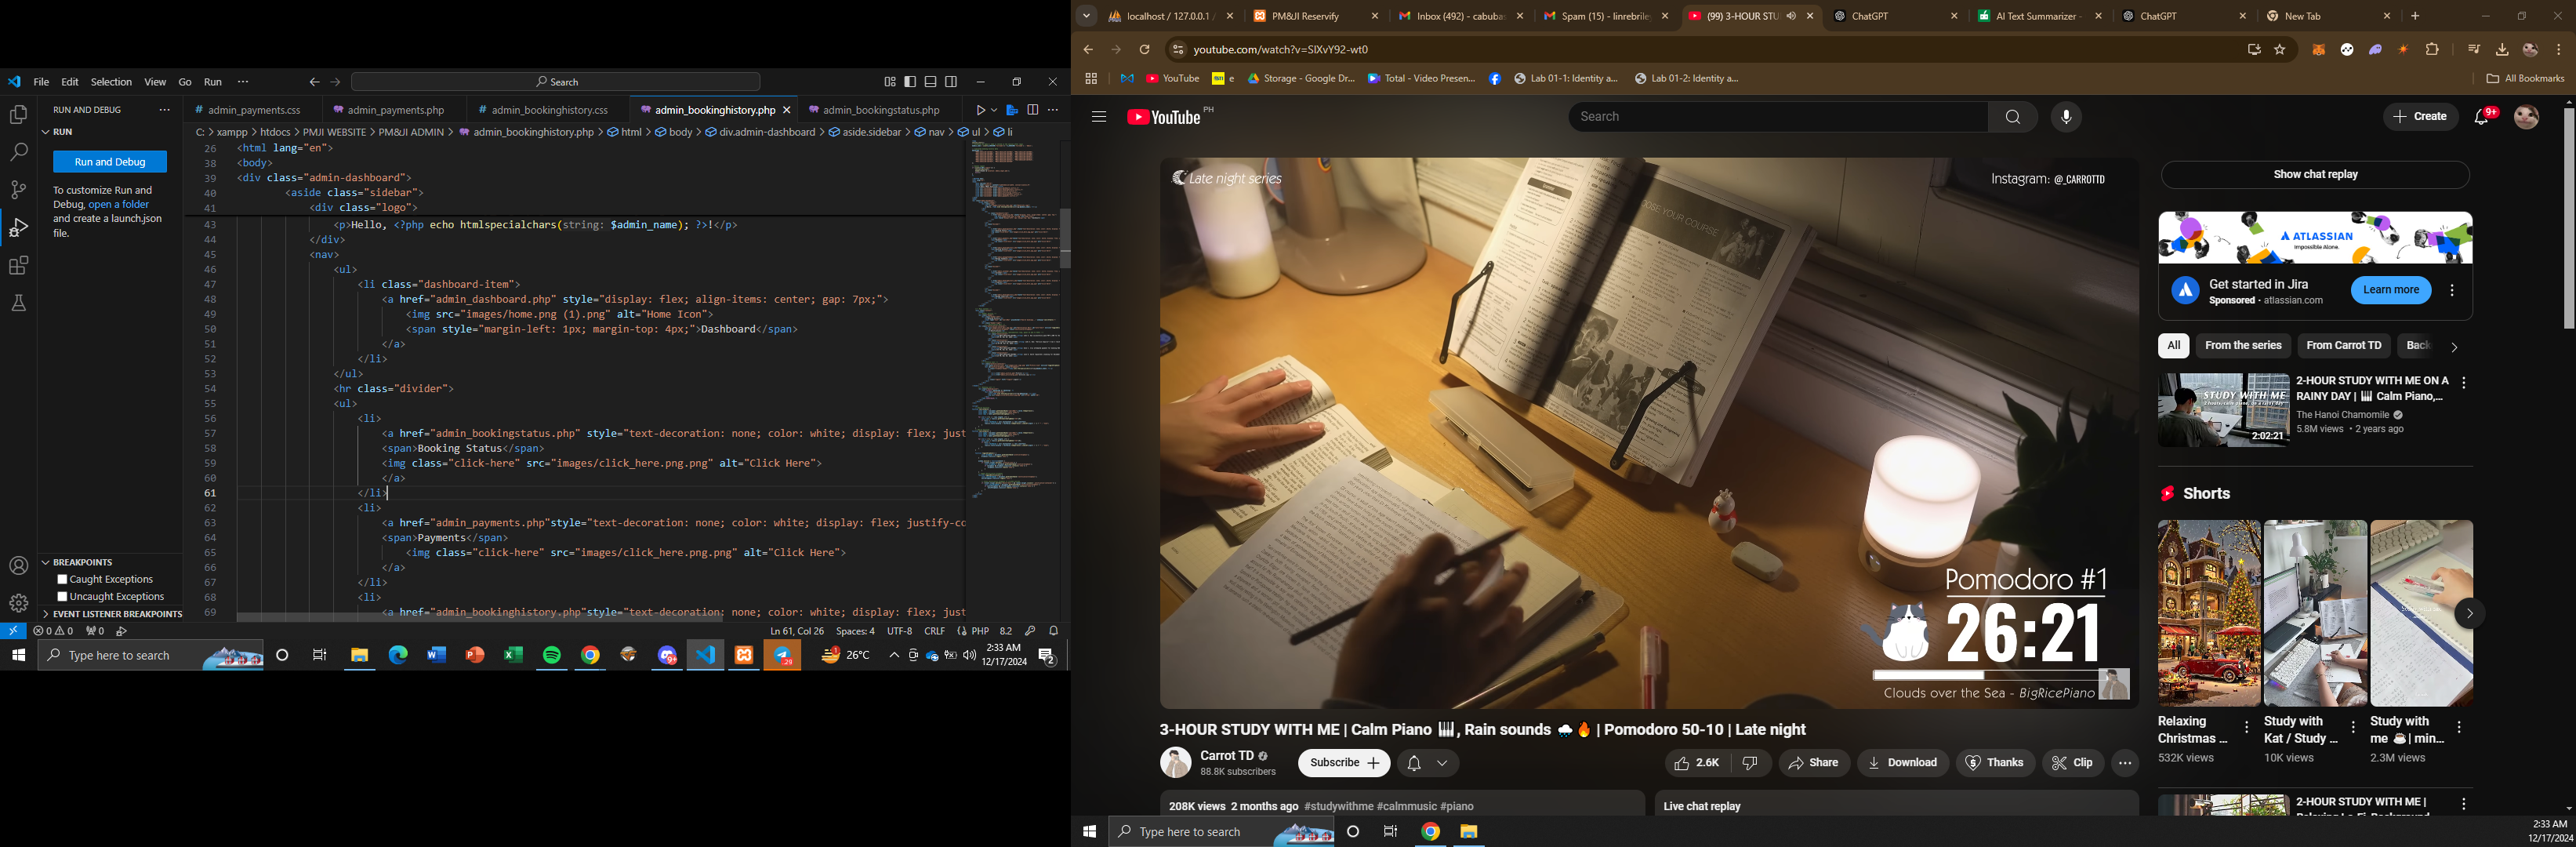 File Edit Selection View Go Run ··· Search
RUN AND DEBUG ···
RUN
Run and Debug
To customize Run and
Debug, open a folder
and create a launch.json
file.
BREAKPOINTS
Caught Exceptions
Uncaught Exceptions
EVENT LISTENER BREAKPOINTS
admin_payments.css admin_payments.php admin_bookinghistory.css admin_bookinghistory.php admin_bookingstatus.php
C: > xampp > htdocs > PMJI WEBSITE > PM&JI ADMIN > admin_bookinghistory.php > html > body > div.admin-dashboard > aside.sidebar > nav > ul > li
26 <html lang="en">
38 <body>
39 <div class="admin-dashboard">
40 <aside class="sidebar">
41 <div class="logo">
43 <p>Hello, <?php echo htmlspecialchars(string: $admin_name); ?>!</p>
44 </div>
45 <nav>
46 <ul>
47 <li class="dashboard-item">
48 <a href="admin_dashboard.php" style="display: flex; align-items: center; gap: 7px;">
49 <img src="images/home.png (1).png" alt="Home Icon">
50 <span style="margin-left: 1px; margin-top: 4px;">Dashboard</span>
51 </a>
52 </li>
53 </ul>
54 <hr class="divider">
55 <ul>
56 <li>
57 <a href="admin_bookingstatus.php" style="text-decoration: none; color: white; display: flex; just
58 <span>Booking Status</span>
59 <img class="click-here" src="images/click_here.png.png" alt="Click Here">
60 </a>
61 </li>
62 <li>
63 <a href="admin_payments.php"style="text-decoration: none; color: white; display: flex; justify-co
64 <span>Payments</span>
65 <img class="click-here" src="images/click_here.png.png" alt="Click Here">
66 </a>
67 </li>
68 <li>
69 <a href="admin_bookinghistory.php"style="text-decoration: none; color: white; display: flex; just
0 0 0 Ln 61, Col 26 Spaces: 4 UTF-8 CRLF PHP 8.2
Type here to search 26°C 2:33 AM
12/17/2024 2
localhost / 127.0.0.1 / PM&JI Reservify Inbox (492) - cabuba Spam (15) - linrebrile (99) 3-HOUR STU ChatGPT AI Text Summarizer - ChatGPT New Tab
youtube.com/watch?v=SlXvY92-wt0
YouTube e Storage - Google Dr... Total - Video Presen... Lab 01-1: Identity a... Lab 01-2: Identity a... All Bookmarks
YouTube PH Search Create 9+
Late night series
Instagram: @_CARROTTD
OOSE YOUR COURSE
Pomodoro #1
26:21
Clouds over the Sea - BigRicePiano
3-HOUR STUDY WITH ME | Calm Piano 🎹, Rain sounds 🌧️🔥 | Pomodoro 50-10 | Late night
Carrot TD
88.8K subscribers
Subscribe 2.6K Share Download Thanks Clip
208K views 2 months ago #studywithme #calmmusic #piano
Live chat replay
Show chat replay
ATLASSIAN
Impossible Alone.
Get started in Jira
Sponsored · atlassian.com
Learn more
All From the series From Carrot TD Back
STUDY WITH ME
2:02:21
2-HOUR STUDY WITH ME ON A
RAINY DAY | 🎹 Calm Piano,...
The Hanoi Chamomile
5.8M views • 2 years ago
Shorts
Relaxing
Christmas ...
532K views
Study with
Kat / Study ...
10K views
Study with
me ☕| min...
2.3M views
2-HOUR STUDY WITH ME |
Type here to search
2:33 AM
12/17/2024